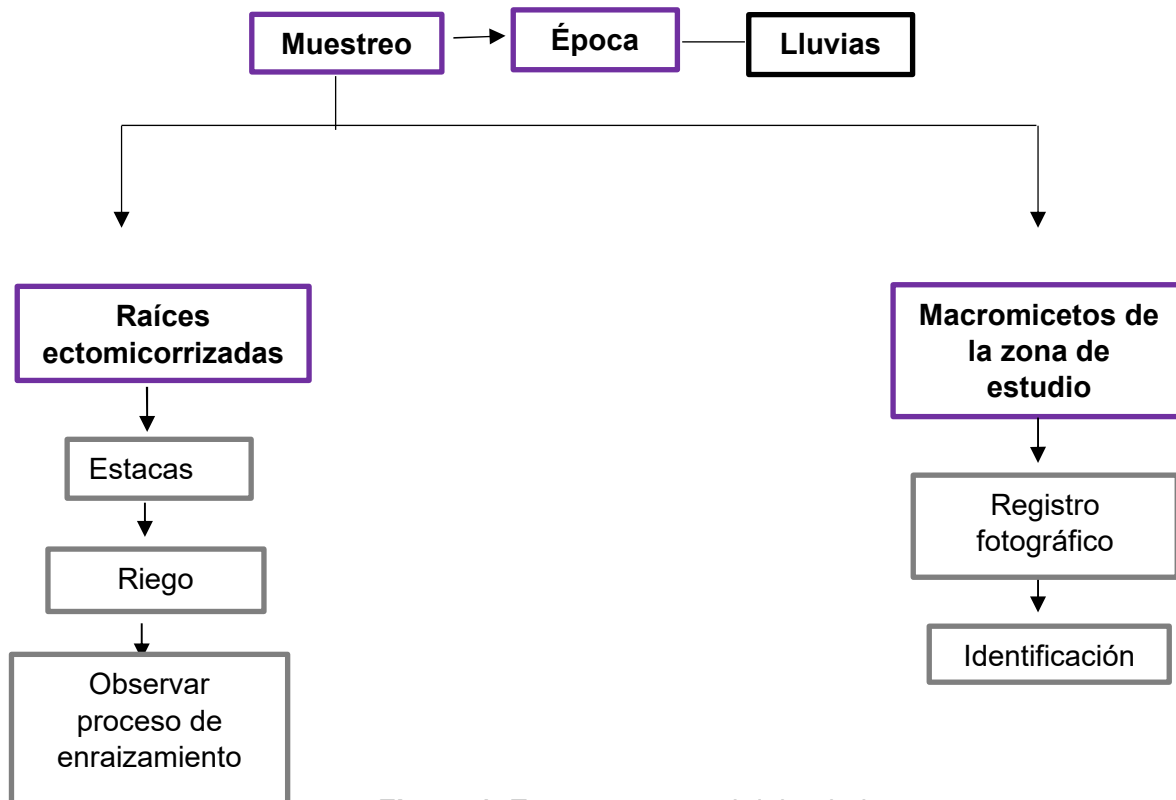 Muestreo
Época
Lluvias
Raíces
ectomicorrizadas
Macromicetos de
la zona de
estudio
Estacas
Registro
fotográfico
Riego
Identificación
Observar
proceso de
enraizamiento